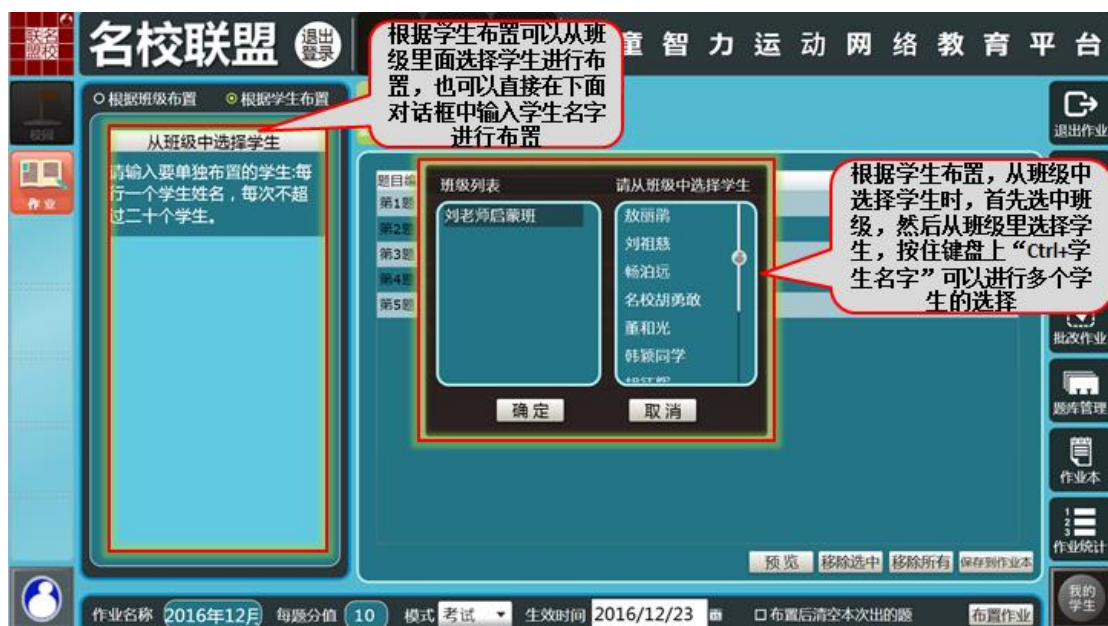 联名
盟校
名校联盟
退出
登录
童智力运动网络教育平台
根据学生布置可以从班
级里面选择学生进行布
置，也可以直接在下面
对话框中输入学生名字
进行布置
校园
作业
根据班级布置 根据学生布置
从班级中选择学生
请输入要单独布置的学生:每
行一个学生姓名，每次不超
过二十个学生。
题目编
第1题
第2题
第3题
第4题
第5题
班级列表
刘老师启蒙班
请从班级中选择学生
敖丽鹃
刘祖慈
畅泊远
名校胡勇敢
董和光
韩颖同学
确定 取消
根据学生布置，从班级中
选择学生时，首先选中班
级，然后从班级里选择学
生，按住键盘上“Ctrl+学
生名字”可以进行多个学
生的选择
退出作业
批改作业
题库管理
作业本
1
2
3
作业统计
我的
学生
预览 移除选中 移除所有 保存到作业本
作业名称 2016年12月 每题分值 10 模式 考试 生效时间 2016/12/23 布置后清空本次出的题 布置作业